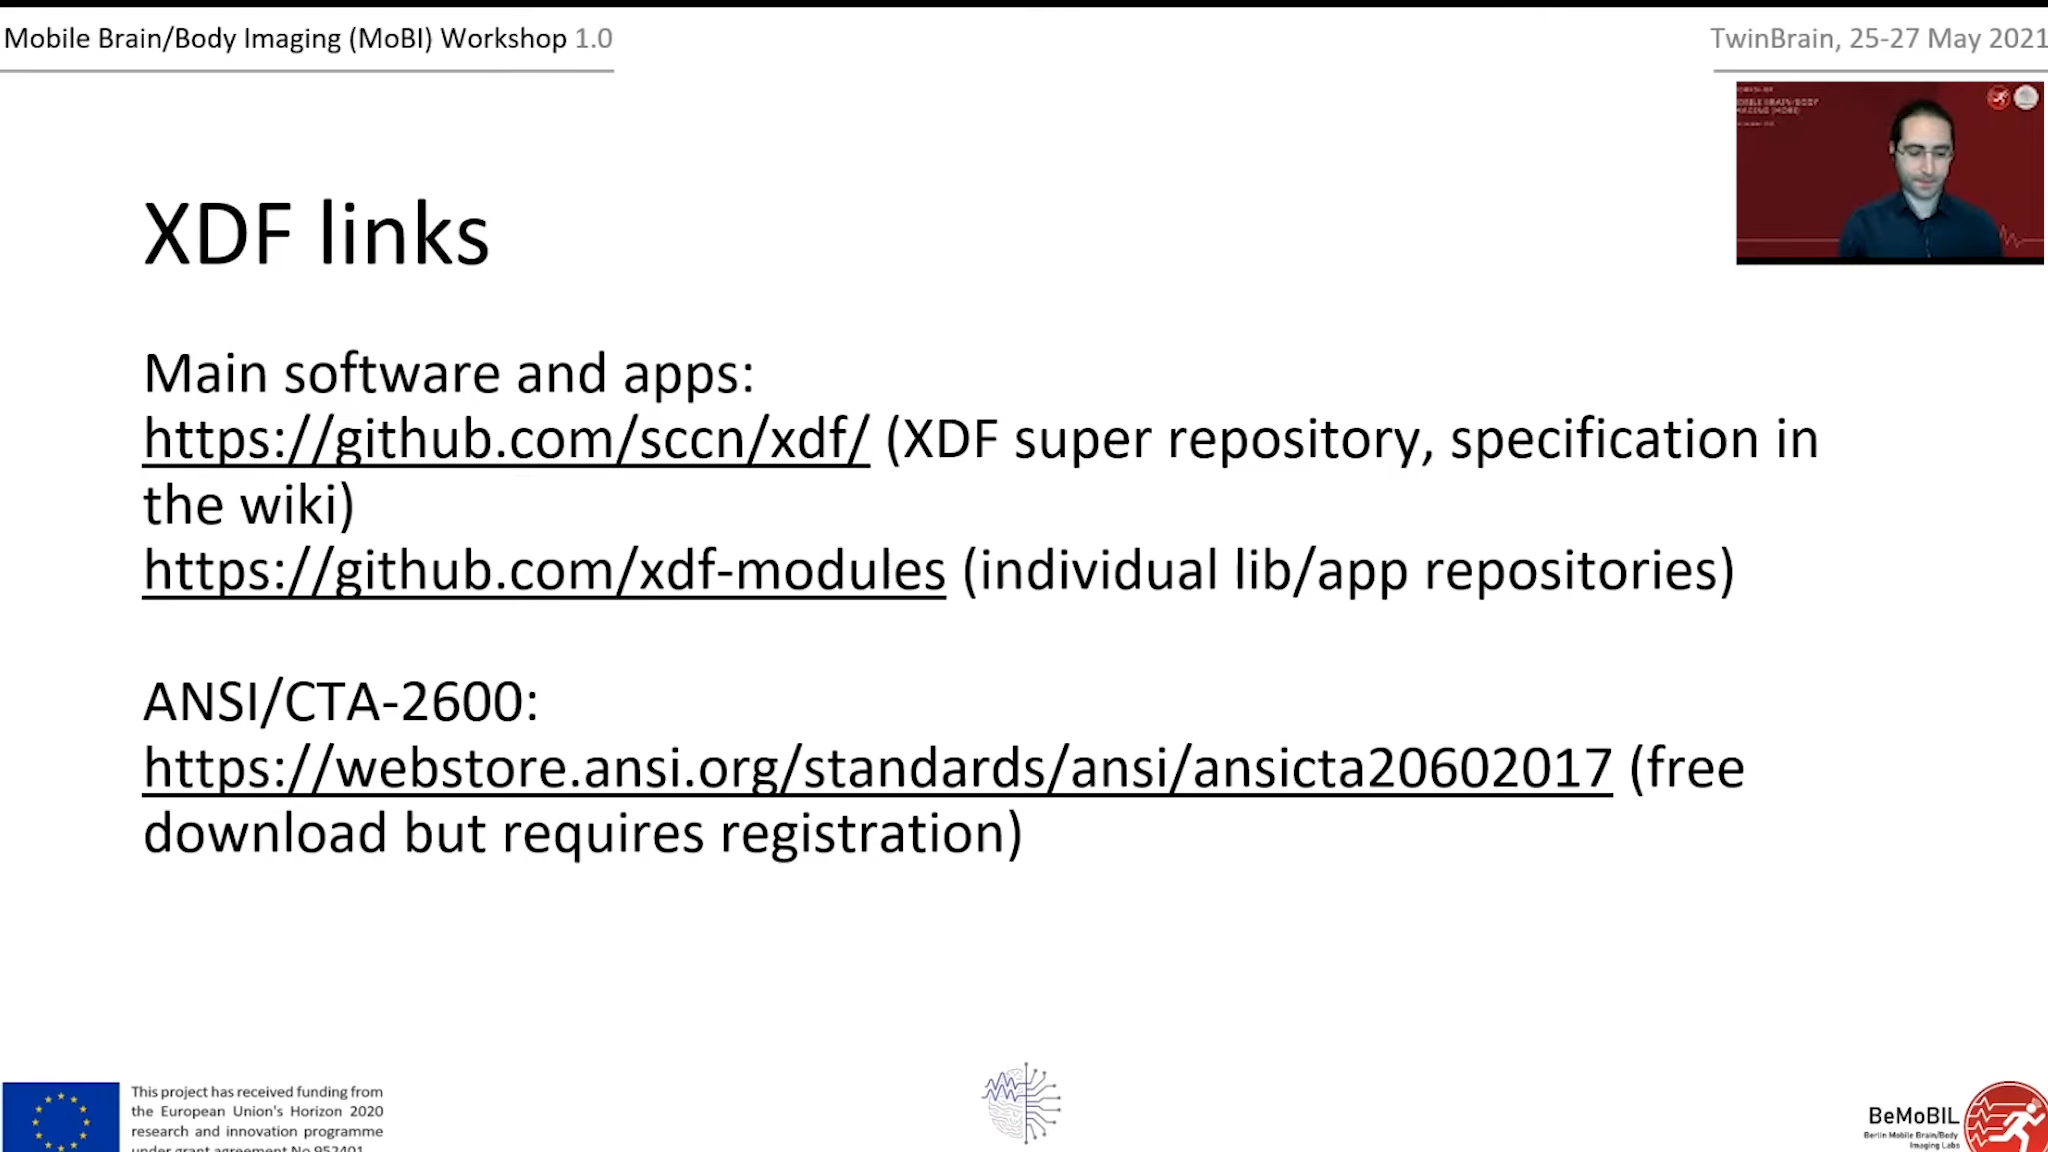 Mobile Brain/Body Imaging (MoBI) Workshop 1.0
TwinBrain, 25-27 May 2021
XDF links
Main software and apps:
https://github.com/sccn/xdf/ (XDF super repository, specification in
the wiki)
https://github.com/xdf-modules (individual lib/app repositories)
ANSI/CTA-2600:
https://webstore.ansi.org/standards/ansi/ansicta20602017 (free
download but requires registration)
This project has received funding from
the European Union's Horizon 2020
research and innovation programme
under grant agreement No 952401
BeMoBIL
Berlin Mobile Brain/Body
Imaging Labs